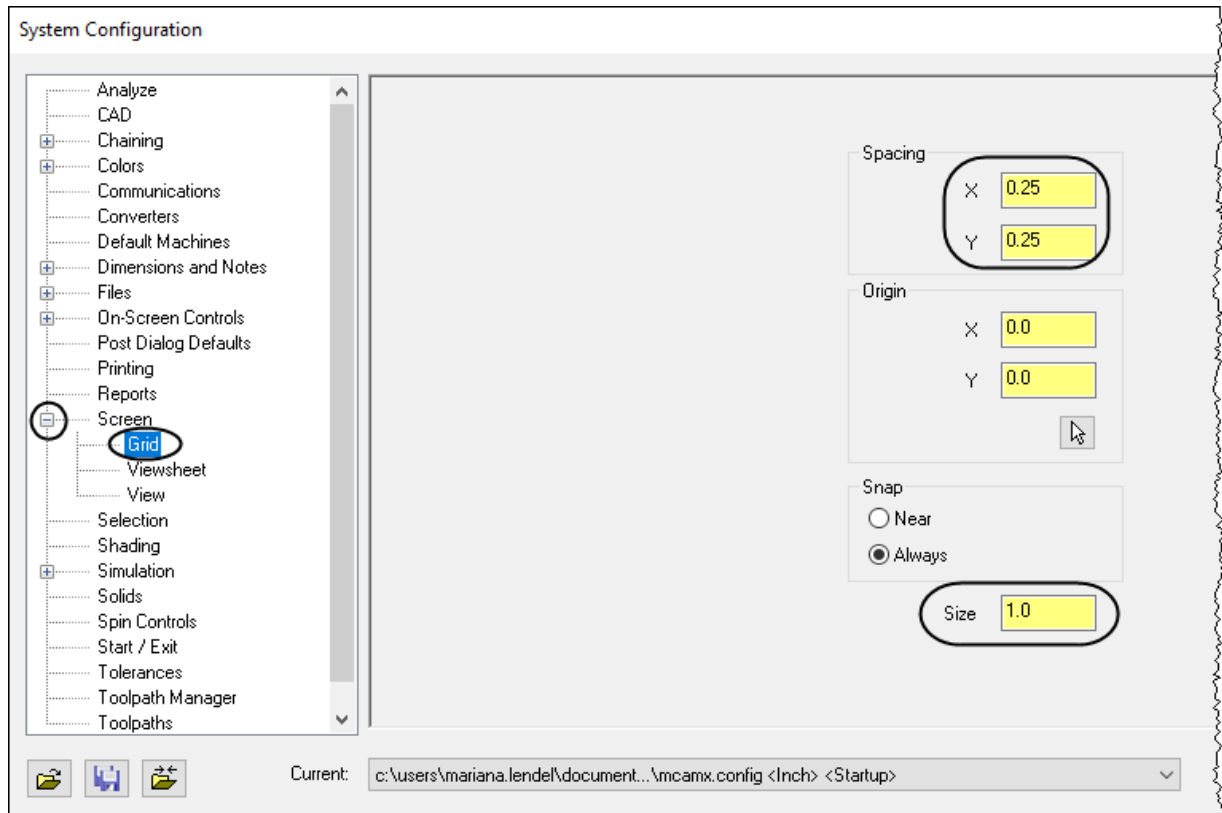 System Configuration
Analyze
CAD
Chaining
Colors
Communications
Converters
Default Machines
Dimensions and Notes
Files
On-Screen Controls
Post Dialog Defaults
Printing
Reports
Screen
Grid
Viewsheet
View
Selection
Shading
Simulation
Solids
Spin Controls
Start / Exit
Tolerances
Toolpath Manager
Toolpaths
Spacing
X 0.25
Y 0.25
Origin
X 0.0
Y 0.0
Snap
Near
Always
Size 1.0
Current: c:\users\mariana.lendel\document...\mcamx.config <Inch> <Startup>